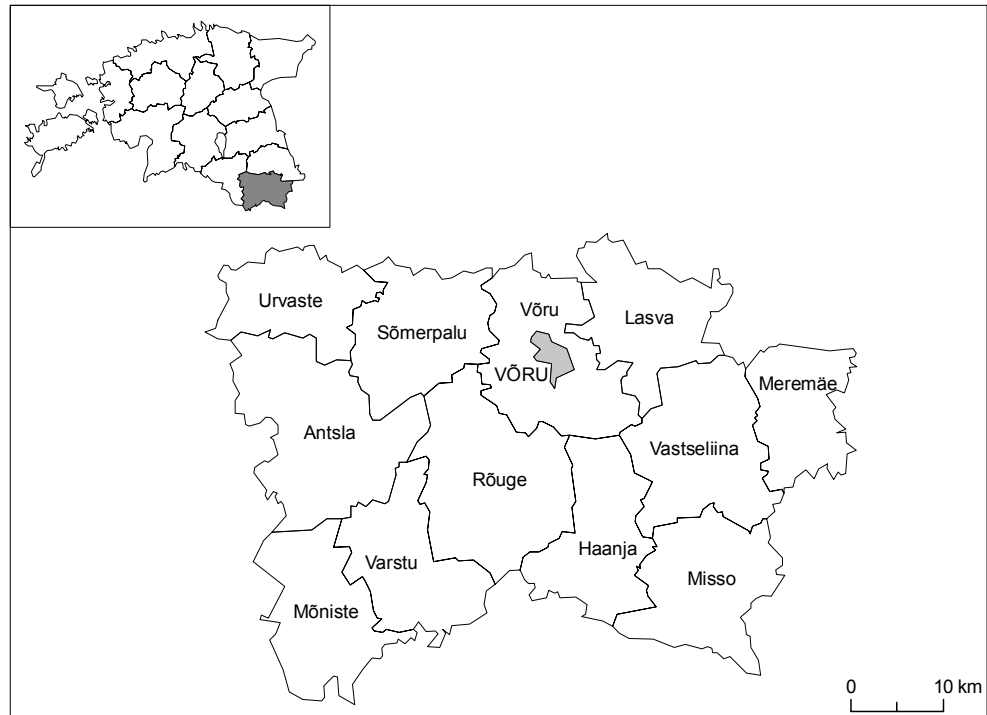 Urvaste
Sõmerpalu
Võru
Lasva
VÕRU
Meremäe
Antsla
Vastseliina
Rõuge
Varstu
Haanja
Misso
Mõniste
0 10 km